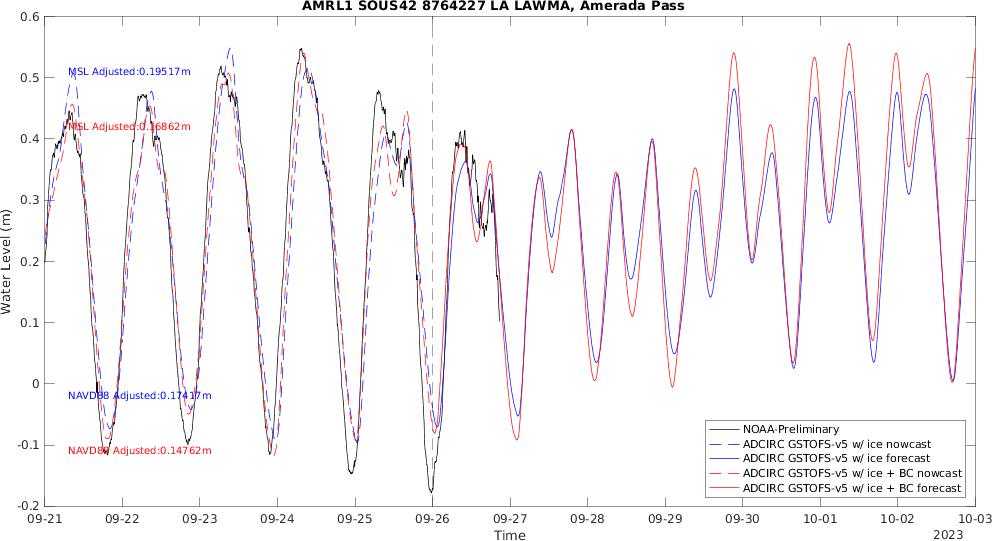 AMRL1 SOUS42 8764227 LA LAWMA, Amerada Pass
Water Level (m)
0.6
0.5
0.4
0.3
0.2
0.1
0
-0.1
-0.2
MSL Adjusted:0.19517m
MSL Adjusted:0.16862m
NAVD88 Adjusted:0.17417m
NAVD88 Adjusted:0.14762m
NOAA-Preliminary
ADCIRC GSTOFS-v5 w/ ice nowcast
ADCIRC GSTOFS-v5 w/ ice forecast
ADCIRC GSTOFS-v5 w/ ice + BC nowcast
ADCIRC GSTOFS-v5 w/ ice + BC forecast
09-21 09-22 09-23 09-24 09-25 09-26 09-27 09-28 09-29 09-30 10-01 10-02 10-03
Time
2023